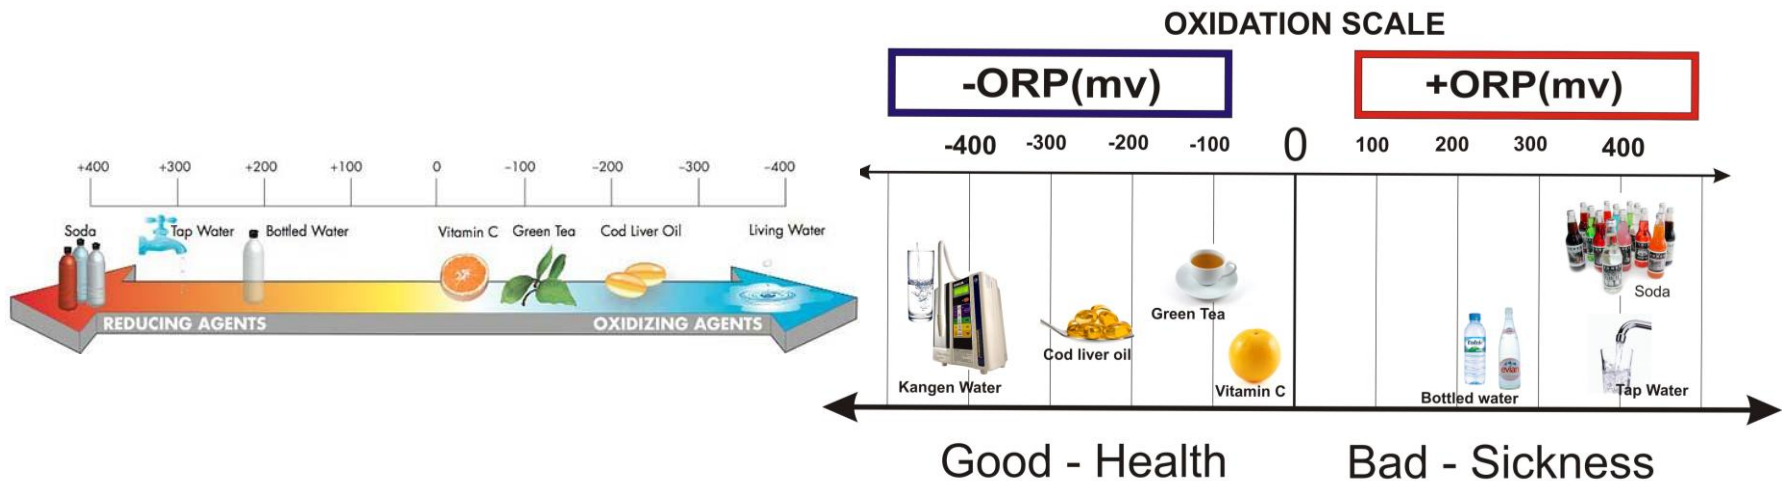 +400 +300 +200 +100 0 -100 -200 -300 -400
Soda Tap Water Bottled Water Vitamin C Green Tea Cod Liver Oil Living Water
REDUCING AGENTS OXIDIZING AGENTS
OXIDATION SCALE
-ORP(mv) +ORP(mv)
-400 -300 -200 -100 0 100 200 300 400
Soda
Green Tea
Cod liver oil
evian
Kangen Water Vitamin C Bottled water Tap Water
Good - Health Bad - Sickness